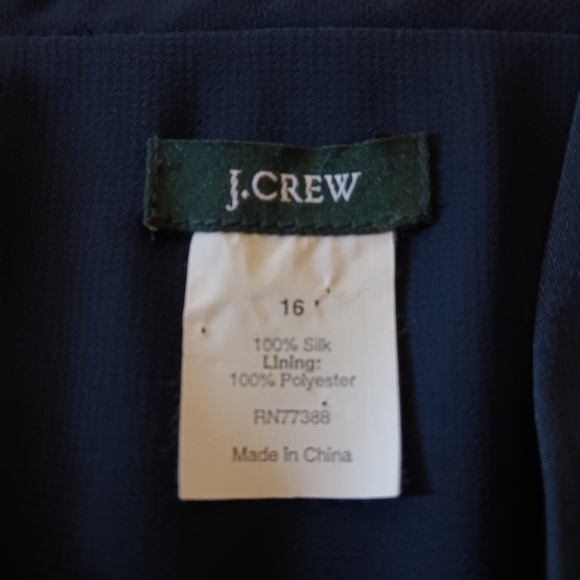 J.CREW
16
100% Silk
Lining:
100% Polyester
RN77388
Made In China